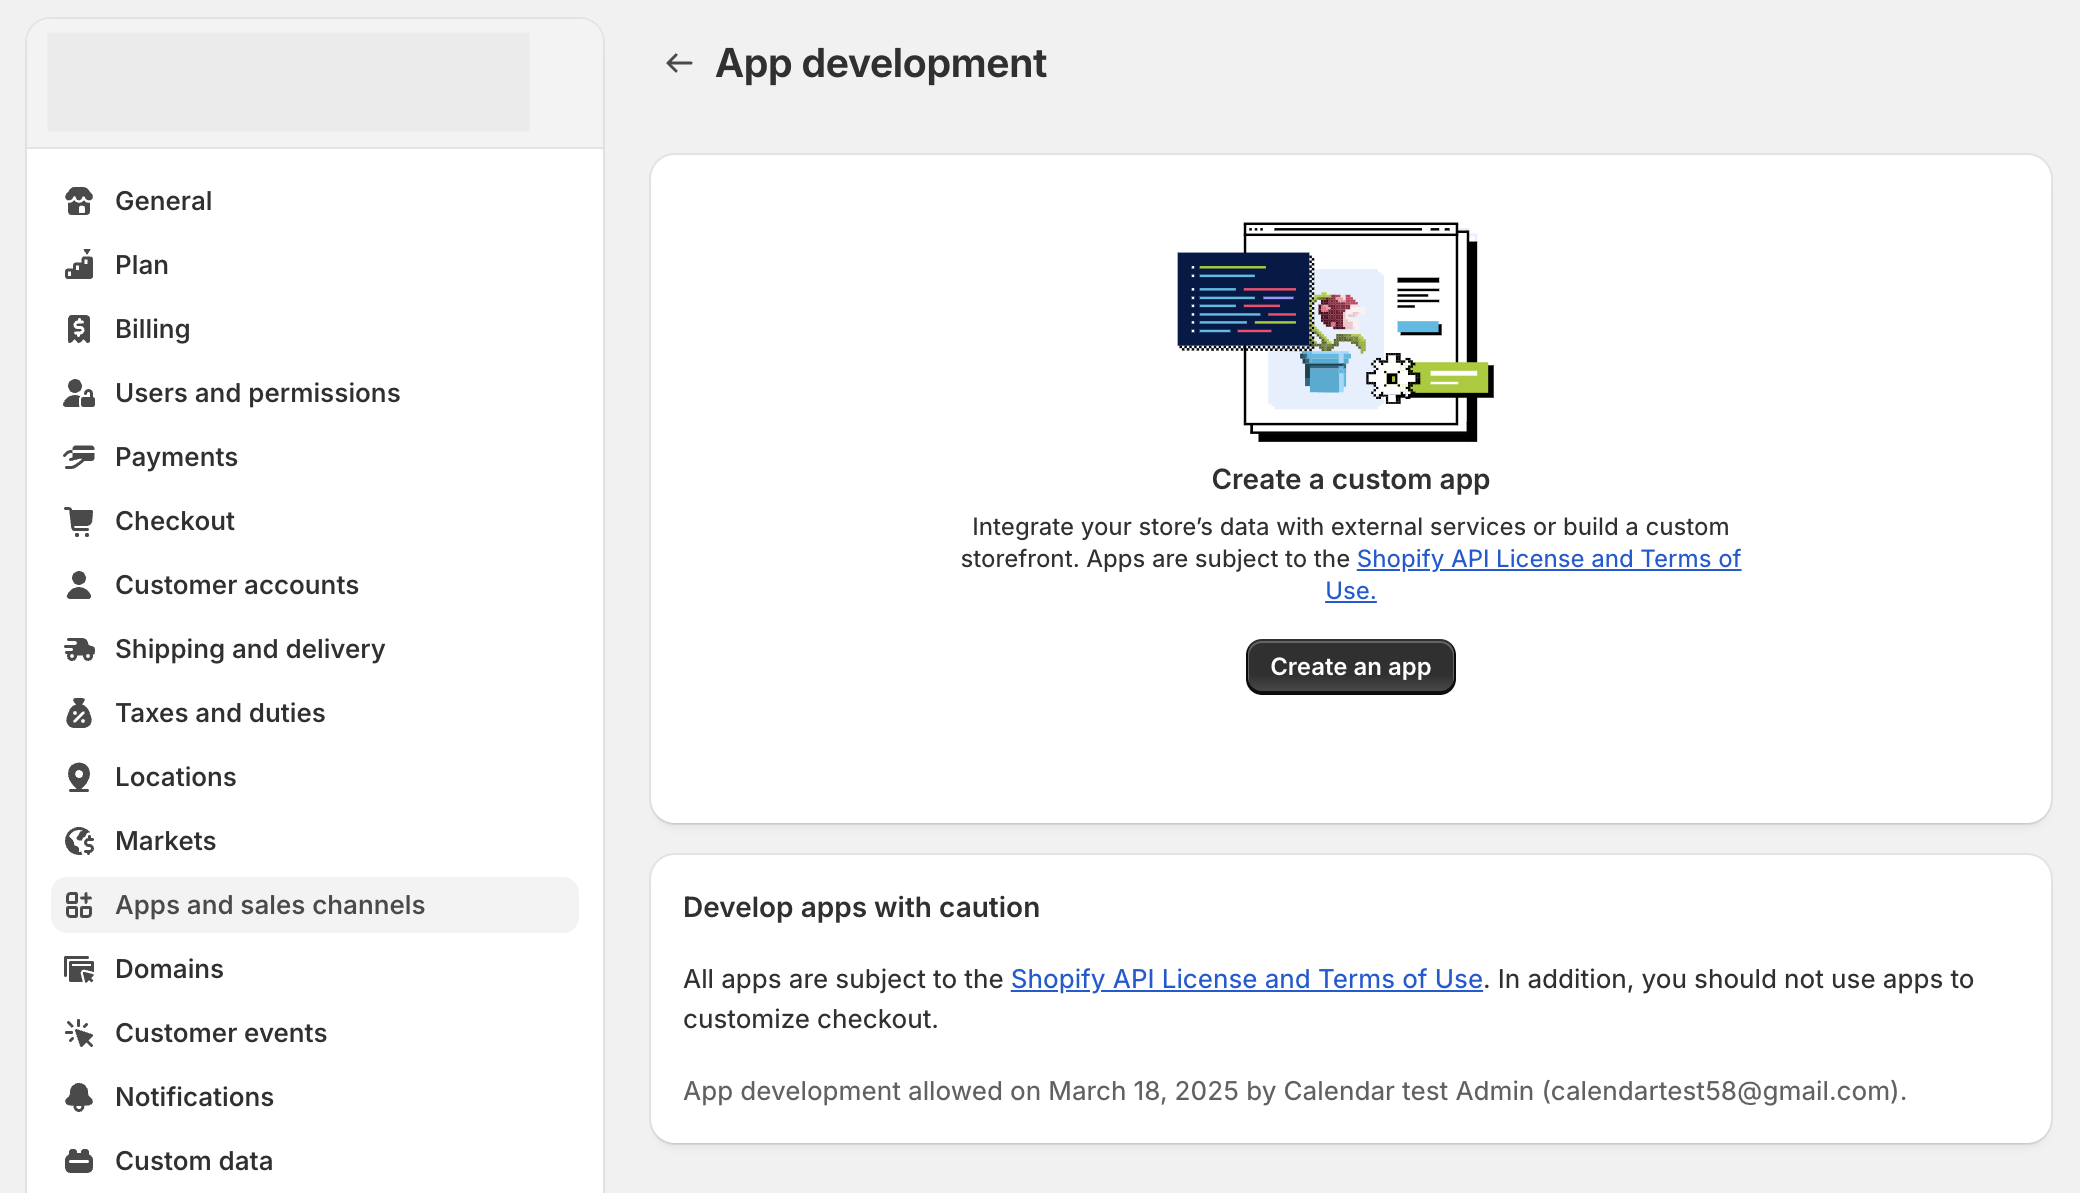 General
Plan
Billing
Users and permissions
Payments
Checkout
Customer accounts
Shipping and delivery
Taxes and duties
Locations
Markets
Apps and sales channels
Domains
Customer events
Notifications
Custom data
App development
Create a custom app
Integrate your store’s data with external services or build a custom
storefront. Apps are subject to the Shopify API License and Terms of
Use.
Create an app
Develop apps with caution
All apps are subject to the Shopify API License and Terms of Use. In addition, you should not use apps to
customize checkout.
App development allowed on March 18, 2025 by Calendar test Admin (calendartest58@gmail.com).